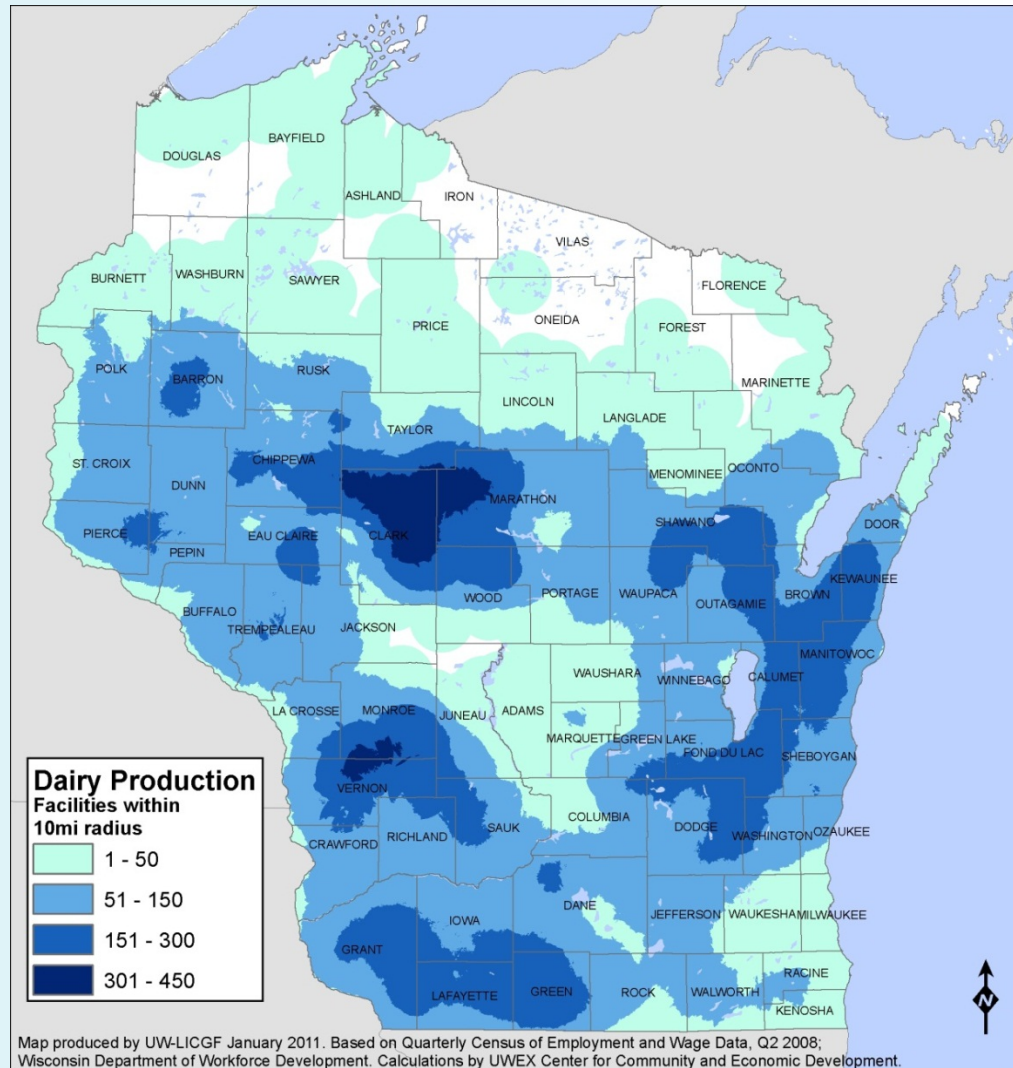 DOUGLAS
BAYFIELD
ASHLAND
IRON
VILAS
FLORENCE
BURNETT
WASHBURN
SAWYER
PRICE
ONEIDA
FOREST
MARINETTE
POLK
BARRON
RUSK
LINCOLN
LANGLADE
TAYLOR
ST. CROIX
CHIPPEWA
DUNN
MENOMINEE
OCONTO
MARATHON
PIERCE
PEPIN
EAU CLAIRE
CLARK
SHAWANO
DOOR
BUFFALO
TREMPEALEAU
JACKSON
WOOD
PORTAGE
WAUPACA
OUTAGAMIE
BROWN
KEWAUNEE
MANITOWOC
CALUMET
WINNEBAGO
WAUSHARA
ADAMS
JUNEAU
MONROE
LA CROSSE
MARQUETTE
GREEN LAKE
FOND DU LAC
SHEBOYGAN
VERNON
SAUK
COLUMBIA
DODGE
WASHINGTON
OZAUKEE
CRAWFORD
RICHLAND
DANE
JEFFERSON
WAUKESHA
MILWAUKEE
IOWA
GRANT
LAFAYETTE
GREEN
ROCK
WALWORTH
RACINE
KENOSHA
Dairy Production
Facilities within
10mi radius
1 - 50
51 - 150
151 - 300
301 - 450
N
Map produced by UW-LICGF January 2011. Based on Quarterly Census of Employment and Wage Data, Q2 2008;
Wisconsin Department of Workforce Development. Calculations by UWEX Center for Community and Economic Development.